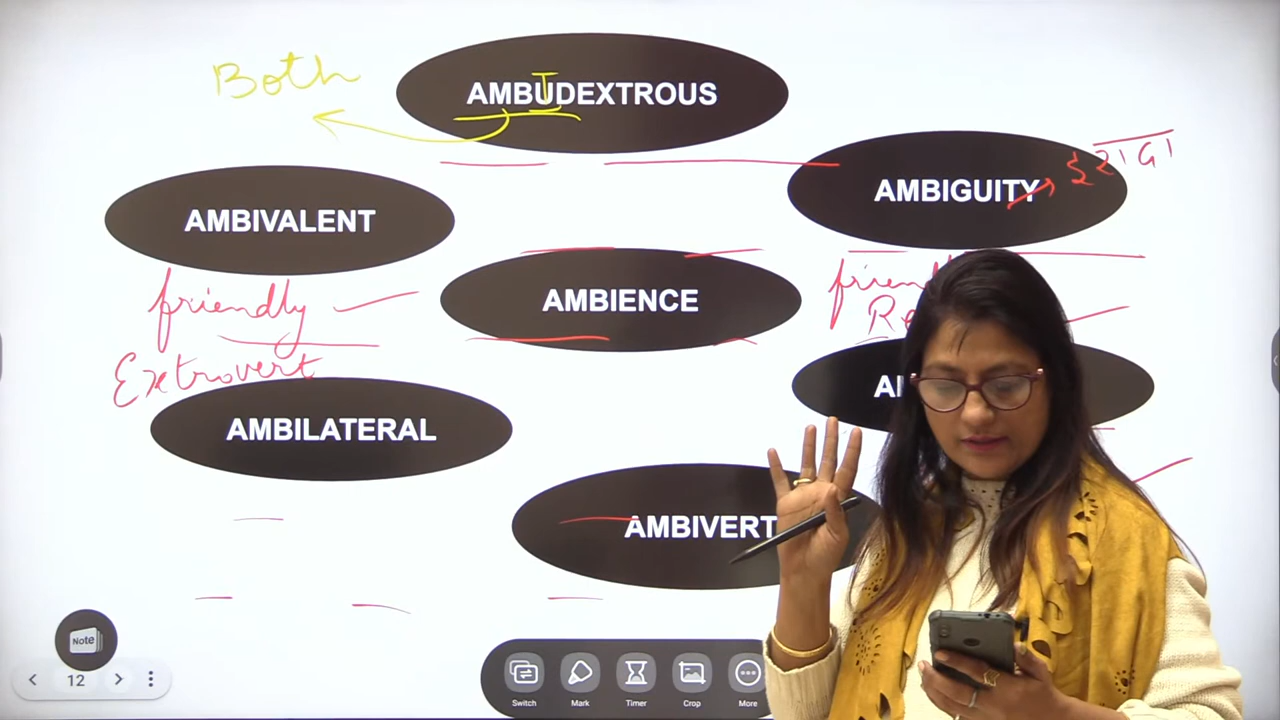 Both
AMBUDEXTROUS
I
AMBIGUITY
AMBIVALENT
friendly
AMBIENCE
Extrovert
AMBILATERAL
AMBIVERT
Note
12
Switch
Mark
Timer
Crop
More